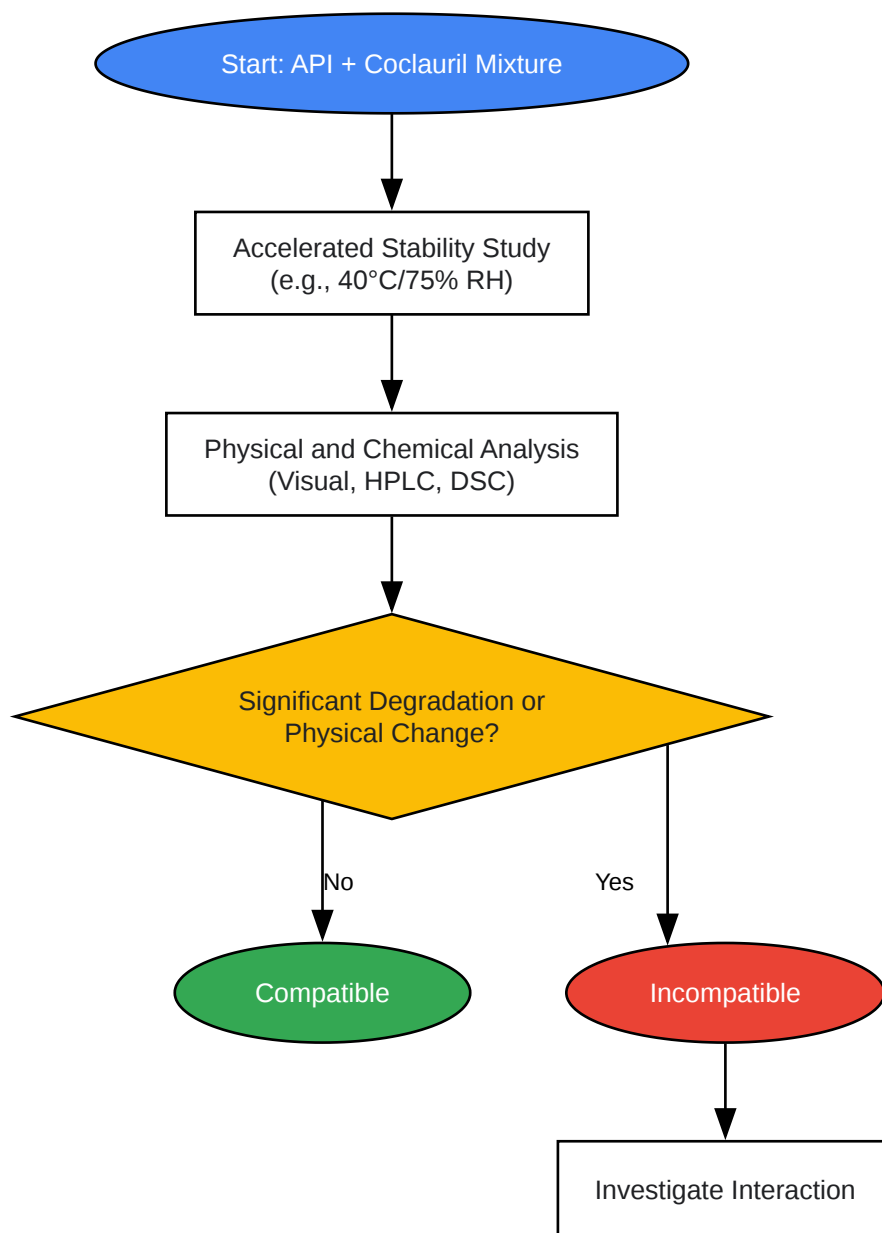 Start: API + Coclauril Mixture
Accelerated Stability Study
(e.g., 40°C/75% RH)
Physical and Chemical Analysis
(Visual, HPLC, DSC)
Significant Degradation or
Physical Change?
No
Yes
Compatible
Incompatible
Investigate Interaction